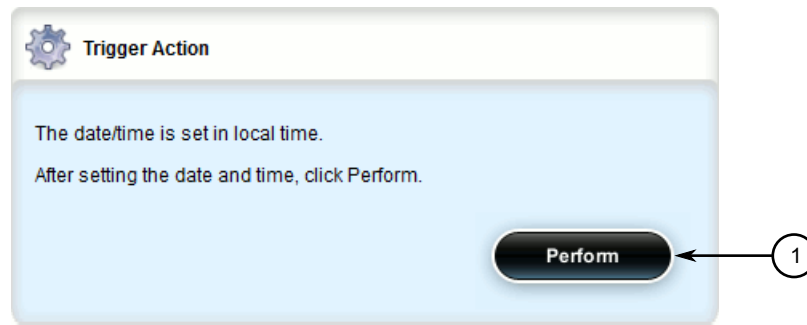 Trigger Action
The date/time is set in local time.
After setting the date and time, click Perform.
Perform
1